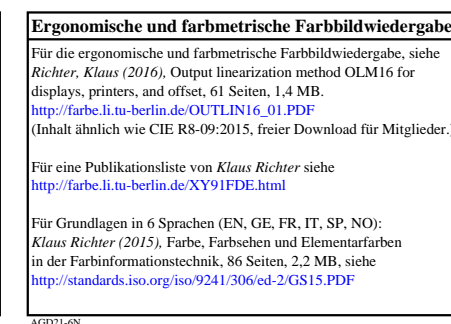 Ergonomische und farbmetrische Farbbildwiedergabe
Für die ergonomische und farbmetrische Farbbildwiedergabe, siehe
Richter, Klaus (2016), Output linearization method OLM16 for
displays, printers, and offset, 61 Seiten, 1,4 MB.
http://farbe.li.tu-berlin.de/OUTLIN16_01.PDF
(Inhalt ähnlich wie CIE R8-09:2015, freier Download für Mitglieder.)
Für eine Publikationsliste von Klaus Richter siehe
http://farbe.li.tu-berlin.de/XY91FDE.html
Für Grundlagen in 6 Sprachen (EN, GE, FR, IT, SP, NO):
Klaus Richter (2015), Farbe, Farbsehen und Elementarfarben
in der Farbinformationstechnik, 86 Seiten, 2,2 MB, siehe
http://standards.iso.org/iso/9241/306/ed-2/GS15.PDF
AGD21-6N